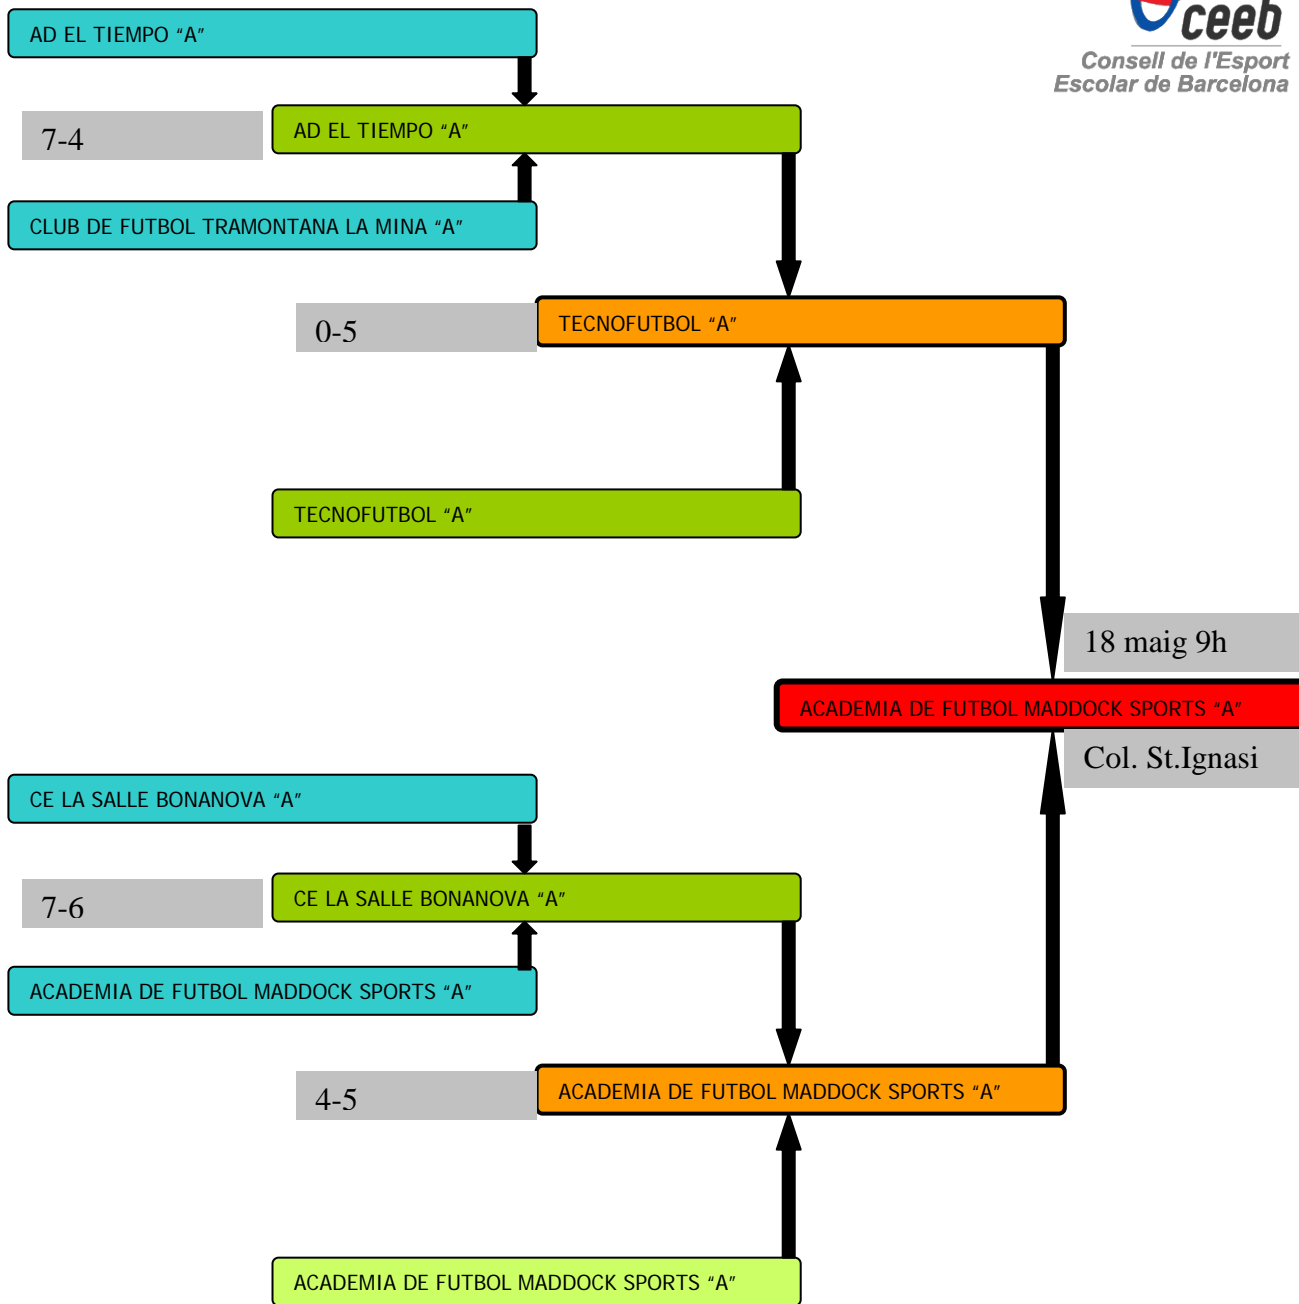 ceeb
Consell de l'Esport
Escolar de Barcelona
AD EL TIEMPO “A”
7-4
AD EL TIEMPO “A”
CLUB DE FUTBOL TRAMONTANA LA MINA “A”
0-5
TECNOFUTBOL “A”
TECNOFUTBOL “A”
18 maig 9h
ACADEMIA DE FUTBOL MADDOCK SPORTS “A”
Col. St.Ignasi
CE LA SALLE BONANOVA “A”
7-6
CE LA SALLE BONANOVA “A”
ACADEMIA DE FUTBOL MADDOCK SPORTS “A”
4-5
ACADEMIA DE FUTBOL MADDOCK SPORTS “A”
ACADEMIA DE FUTBOL MADDOCK SPORTS “A”